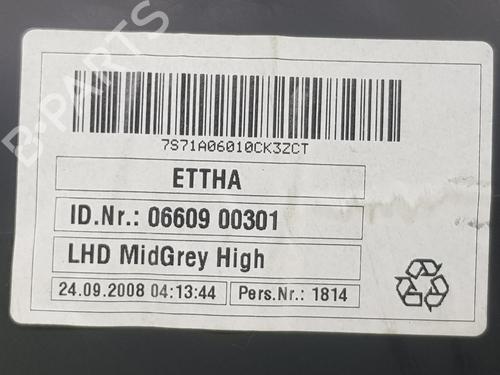 B-PARTS
7S71A06010CK3ZCT
ETTHA
ID.Nr.: 06609 00301
LHD MidGrey High
24.09.2008 04:13:44 Pers.Nr.: 1814